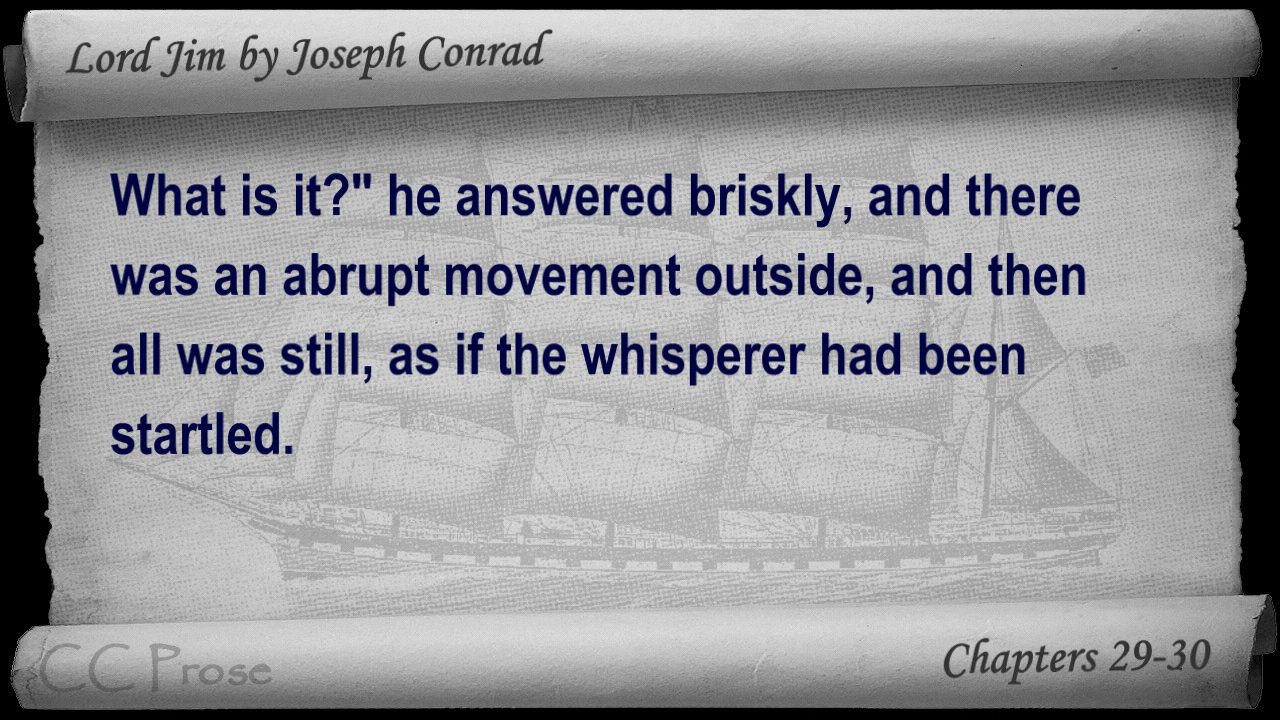 Lord Jim by Joseph Conrad
What is it?" he answered briskly, and there
was an abrupt movement outside, and then
all was still, as if the whisperer had been
startled.
CC Prose
Chapters 29-30